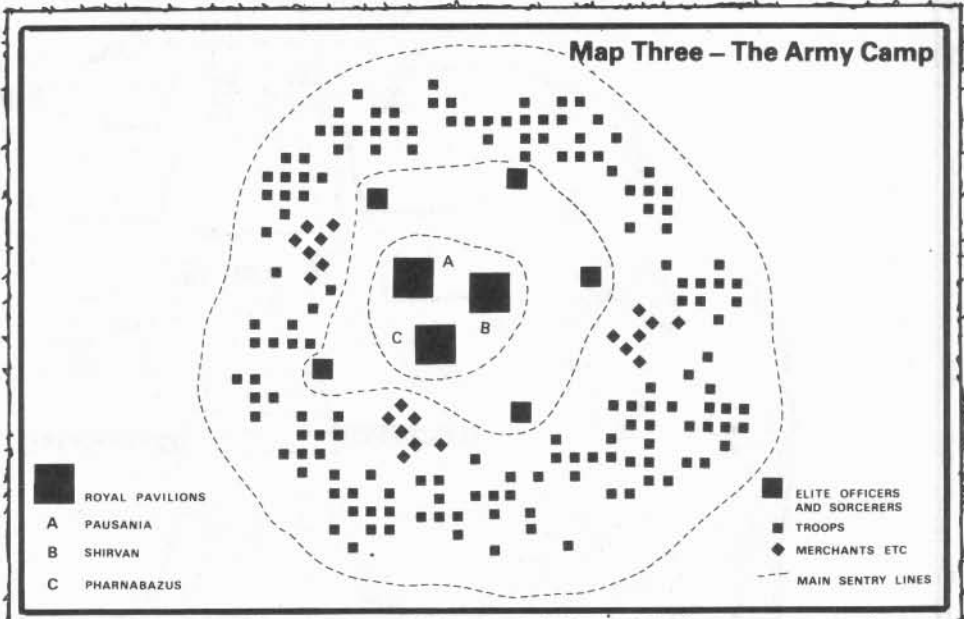 Map Three – The Army Camp
A
B
C
ROYAL PAVILIONS
A PAUSANIA
B SHIRVAN
C PHARNABAZUS
ELITE OFFICERS
AND SORCERERS
TROOPS
MERCHANTS ETC
MAIN SENTRY LINES